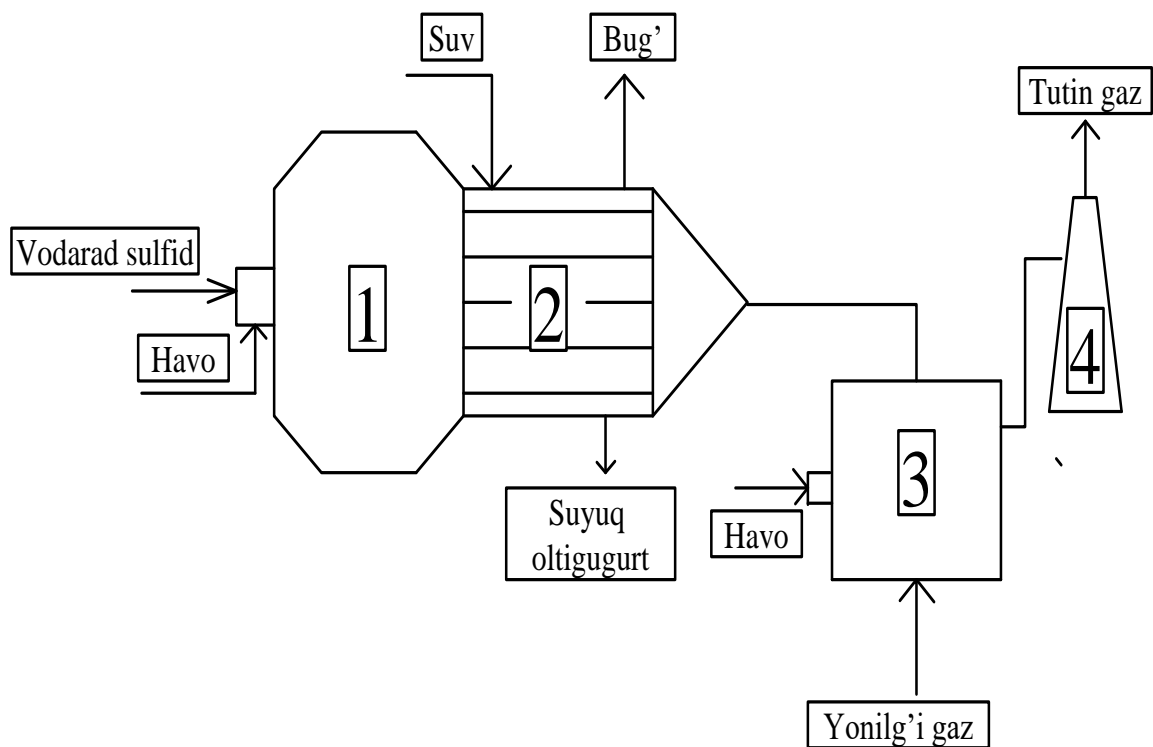 Suv
Bug’
Tutin gaz
Vodarad sulfid
1
2
Havo
4
3
Suyuq
oltigugurt
Havo
Yonilg’i gaz